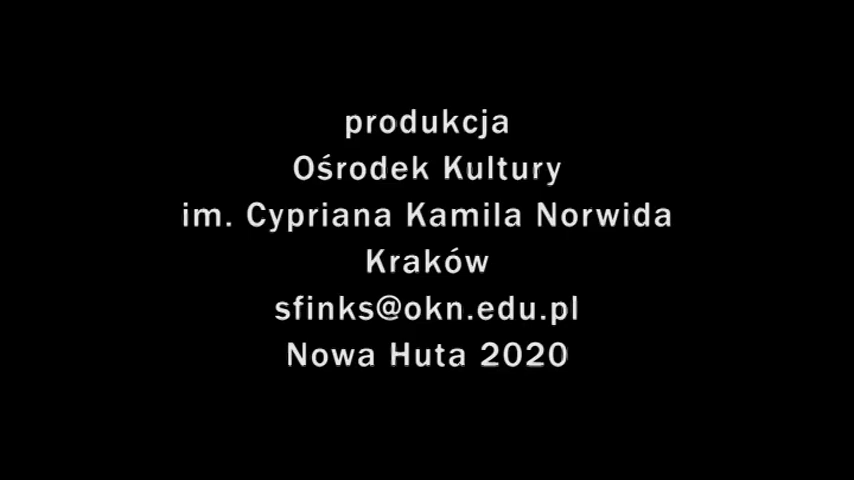 produkcja
Ośrodek Kultury
im. Cypriana Kamila Norwida
Kraków
sfinks@okn.edu.pl
Nowa Huta 2020